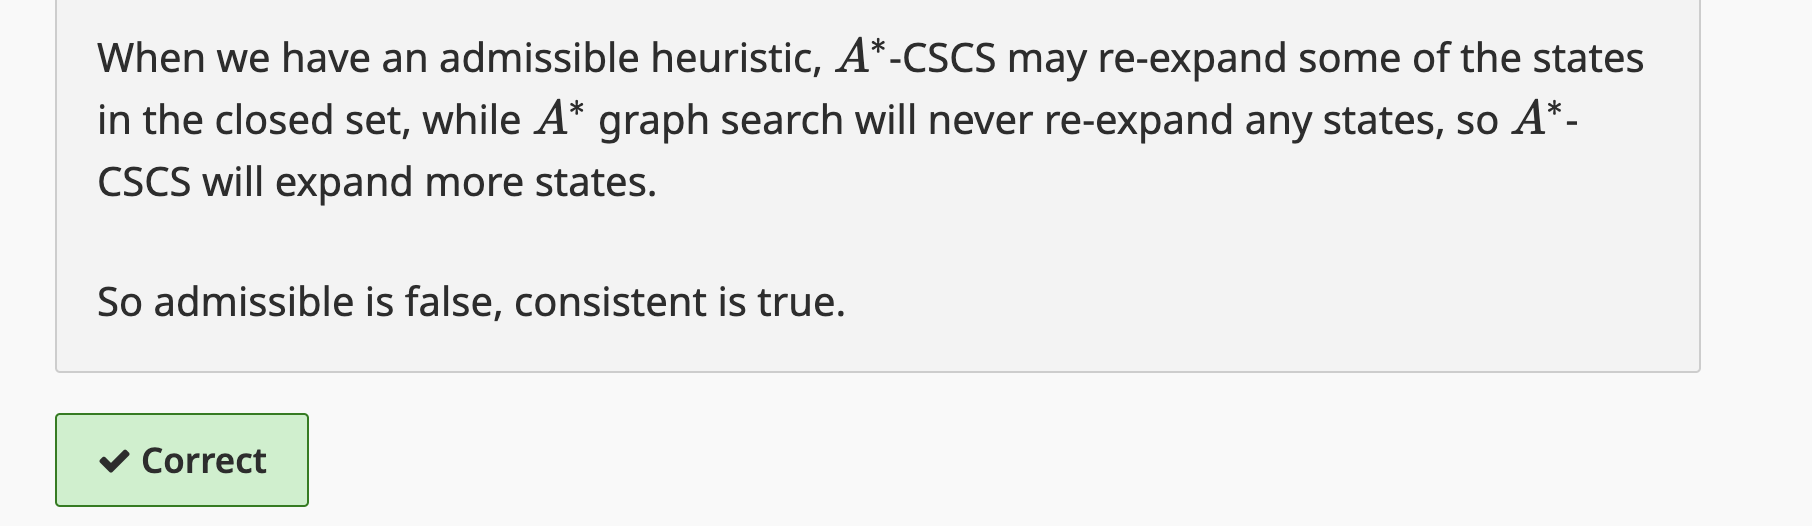 When we have an admissible heuristic, A*-CSCS may re-expand some of the states
in the closed set, while A* graph search will never re-expand any states, so A*-
CSCS will expand more states.
So admissible is false, consistent is true.
✔ Correct